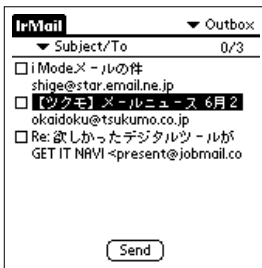 IrMail ▼ Outbox
▼ Subject/To 0/3
i Modeメールの件
shige@star.email.ne.jp
【ツクモ】メールニュース 6月2
okaidoku@tsukumo.co.jp
Re: 欲しかったデジタルツールが
GET IT NAVI <present@jobmail.co
Send